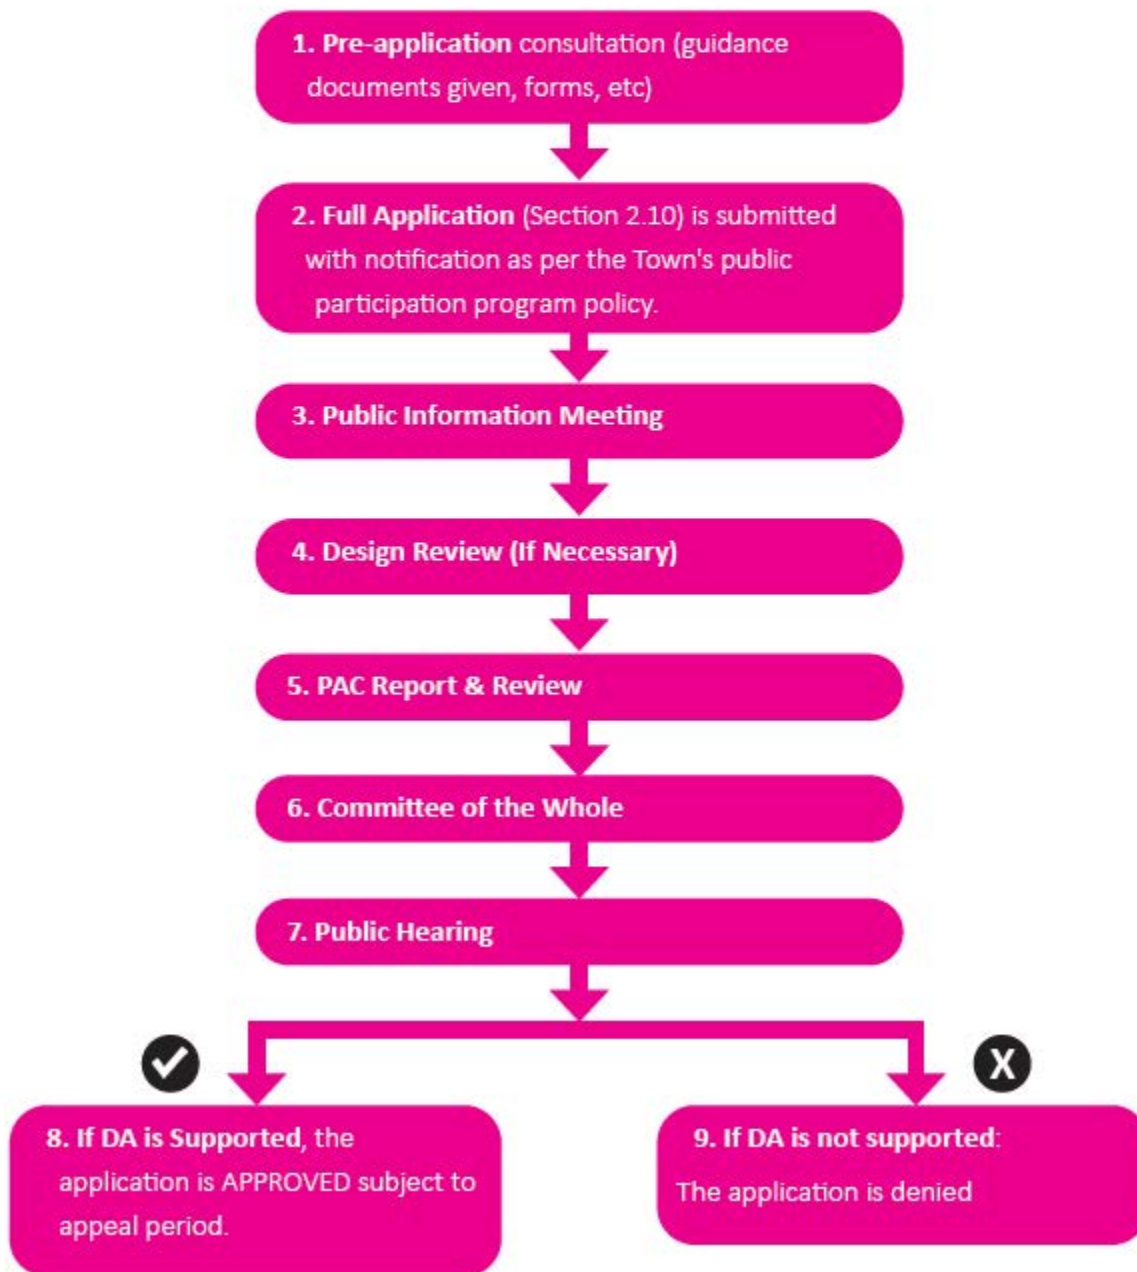 1. Pre-application consultation (guidance
documents given, forms, etc)
2. Full Application (Section 2.10) is submitted
with notification as per the Town's public
participation program policy.
3. Public Information Meeting
4. Design Review (If Necessary)
5. PAC Report & Review
6. Committee of the Whole
7. Public Hearing
X
8. If DA is Supported, the
application is APPROVED subject to
appeal period.
9. If DA is not supported:
The application is denied